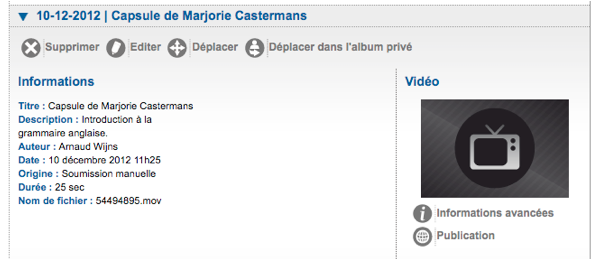 10-12-2012 | Capsule de Marjorie Castermans
Supprimer Editer Déplacer Déplacer dans l'album privé
Informations
Titre : Capsule de Marjorie Castermans
Description : Introduction à la
grammaire anglaise.
Auteur : Arnaud Wijns
Date : 10 décembre 2012 11h25
Origine : Soumission manuelle
Durée : 25 sec
Nom de fichier : 54494895.mov
Vidéo
Informations avancées
Publication